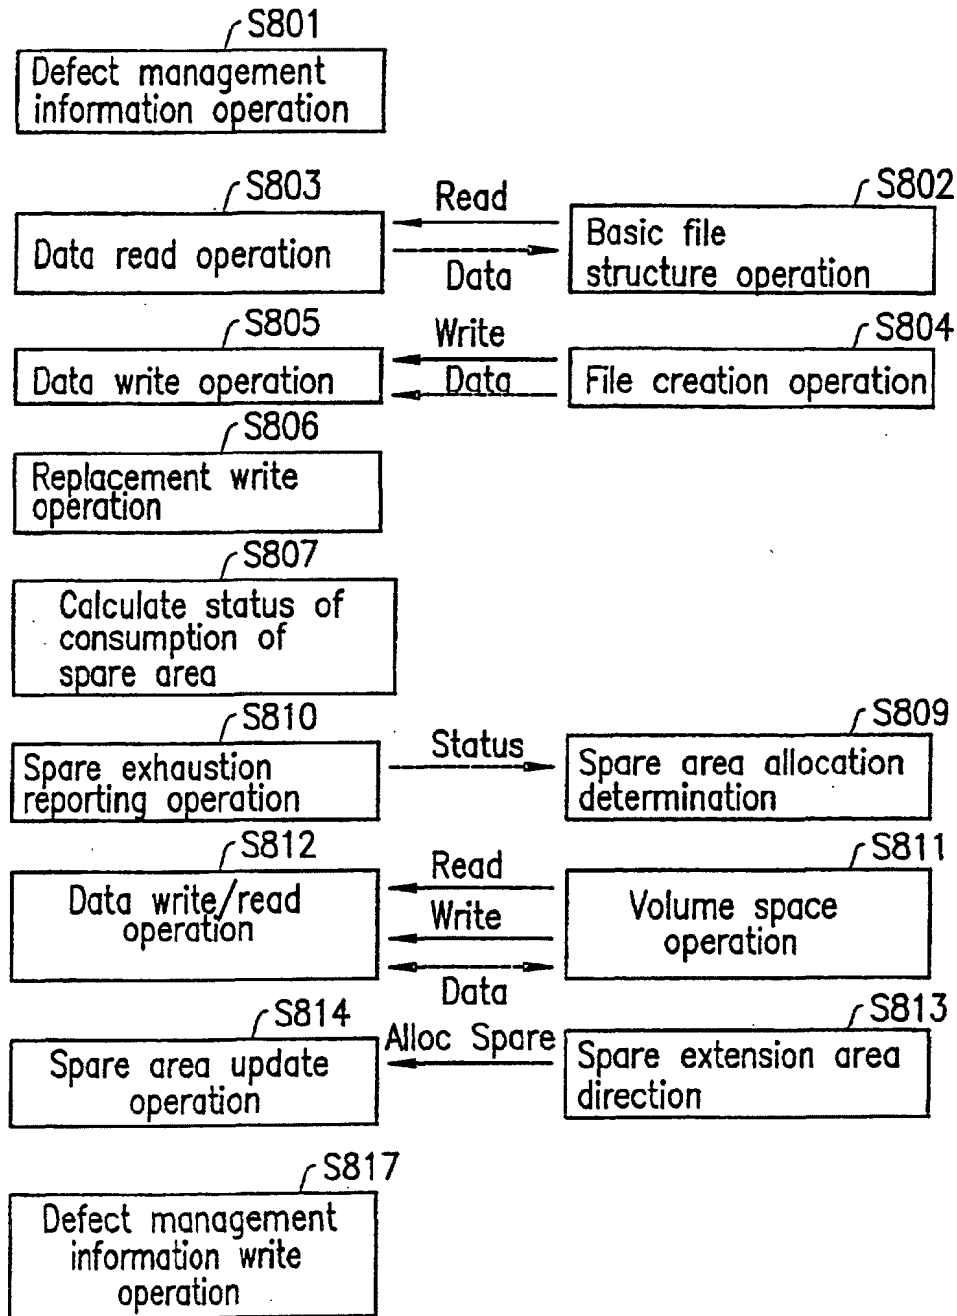 S801
Defect management
information operation
S803
Read
S802
Data read operation
Data
Basic file
structure operation
S805
Write
S804
Data write operation
Data
File creation operation
S806
Replacement write
operation
S807
Calculate status of
consumption of
spare area
S810
Status
S809
Spare exhaustion
reporting operation
Spare area allocation
determination
S812
Read
S811
Data write/read
operation
Write
Data
Volume space
operation
S814
Alloc Spare
S813
Spare area update
operation
Spare extension area
direction
S817
Defect management
information write
operation